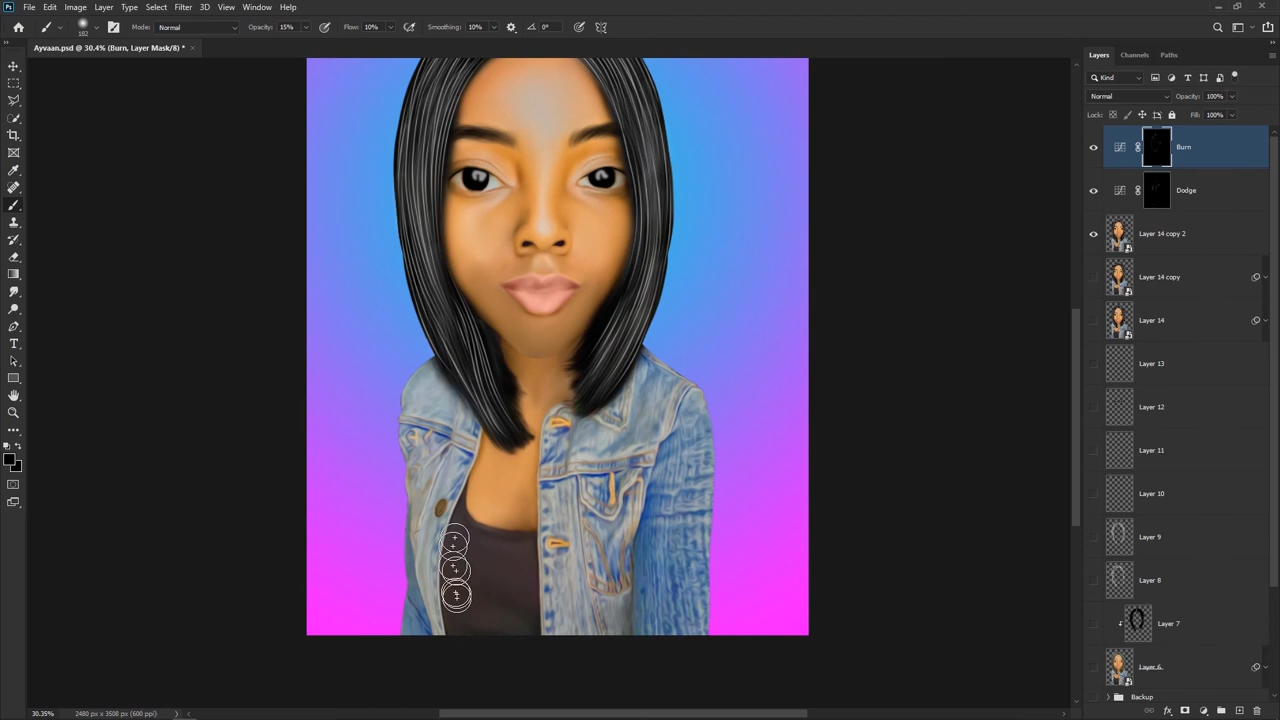 Ps File Edit Image Layer Type Select Filter 3D View Window Help
182 Mode: Normal Opacity: 15% Flow: 10% Smoothing: 10% 0°
Ayvaan.psd @ 30.4% (Burn, Layer Mask/8) * ×
Layers Channels Paths
Kind
Normal Opacity: 100%
Lock: Fill: 100%
Burn
Dodge
Layer 14 copy 2
Layer 14 copy
Layer 14
Layer 13
Layer 12
Layer 11
Layer 10
Layer 9
Layer 8
Layer 7
Layer 6
Backup
30.35% 2480 px x 3508 px (600 ppi)